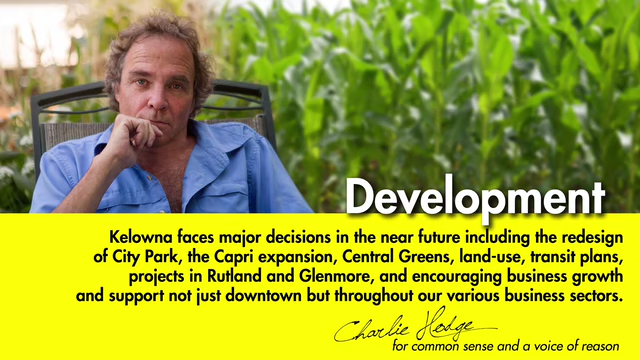 Development
Kelowna faces major decisions in the near future including the redesign
of City Park, the Capri expansion, Central Greens, land-use, transit plans,
projects in Rutland and Glenmore, and encouraging business growth
and support not just downtown but throughout our various business sectors.
Charlie Hodge
for common sense and a voice of reason